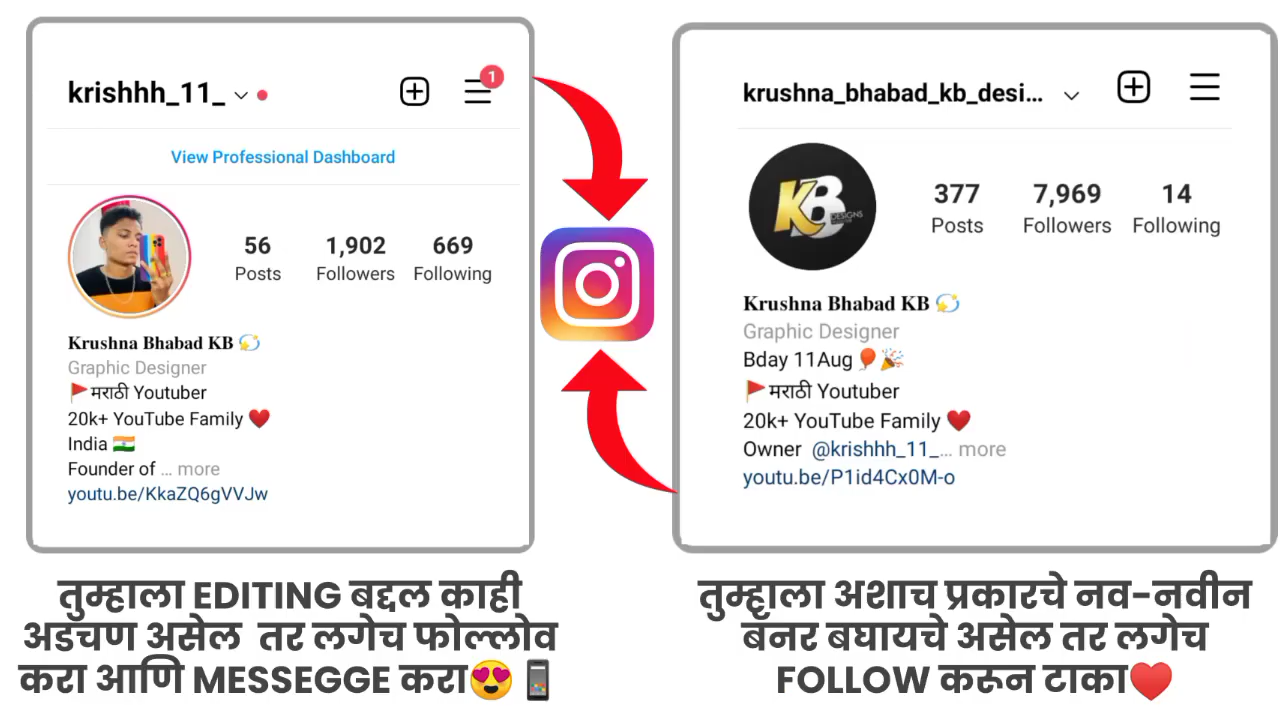 krishhh_11_
1
View Professional Dashboard
56 1,902 669
Posts Followers Following
Krushna Bhabad KB 💫
Graphic Designer
🚩मराठी Youtuber
20k+ YouTube Family ❤️
India 🇮🇳
Founder of ... more
youtu.be/KkaZQ6gVVJw
तुम्हाला EDITING बद्दल काही
अडचण असेल तर लगेच फोल्लोव
करा आणि MESSEGGE करा😍📱
krushna_bhabad_kb_desi...
KB
DESIGNS
377 7,969 14
Posts Followers Following
Krushna Bhabad KB 💫
Graphic Designer
Bday 11Aug 🎈🎉
🚩मराठी Youtuber
20k+ YouTube Family ❤️
Owner @krishhh_11_... more
youtu.be/P1id4Cx0M-o
तुम्हाला अशाच प्रकारचे नव-नवीन
बॅनर बघायचे असेल तर लगेच
FOLLOW करून टाका♥️